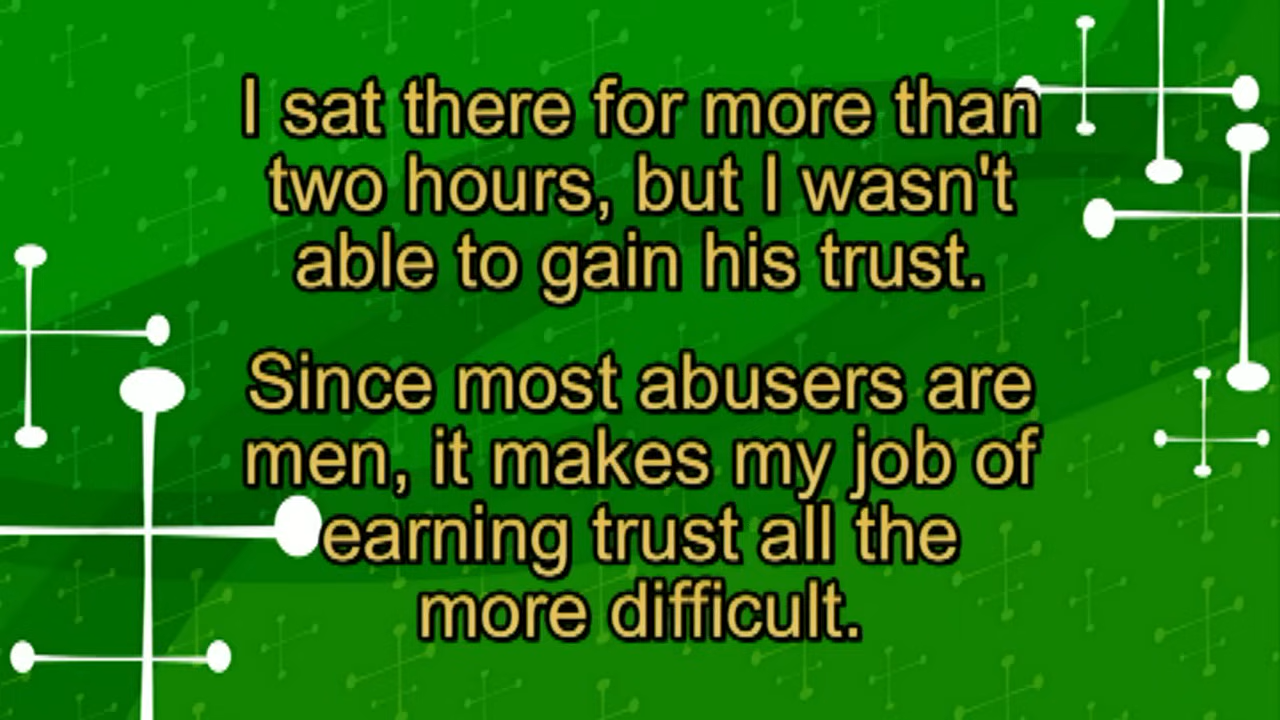 I sat there for more than
two hours, but I wasn't
able to gain his trust.
Since most abusers are
men, it makes my job of
earning trust all the
more difficult.